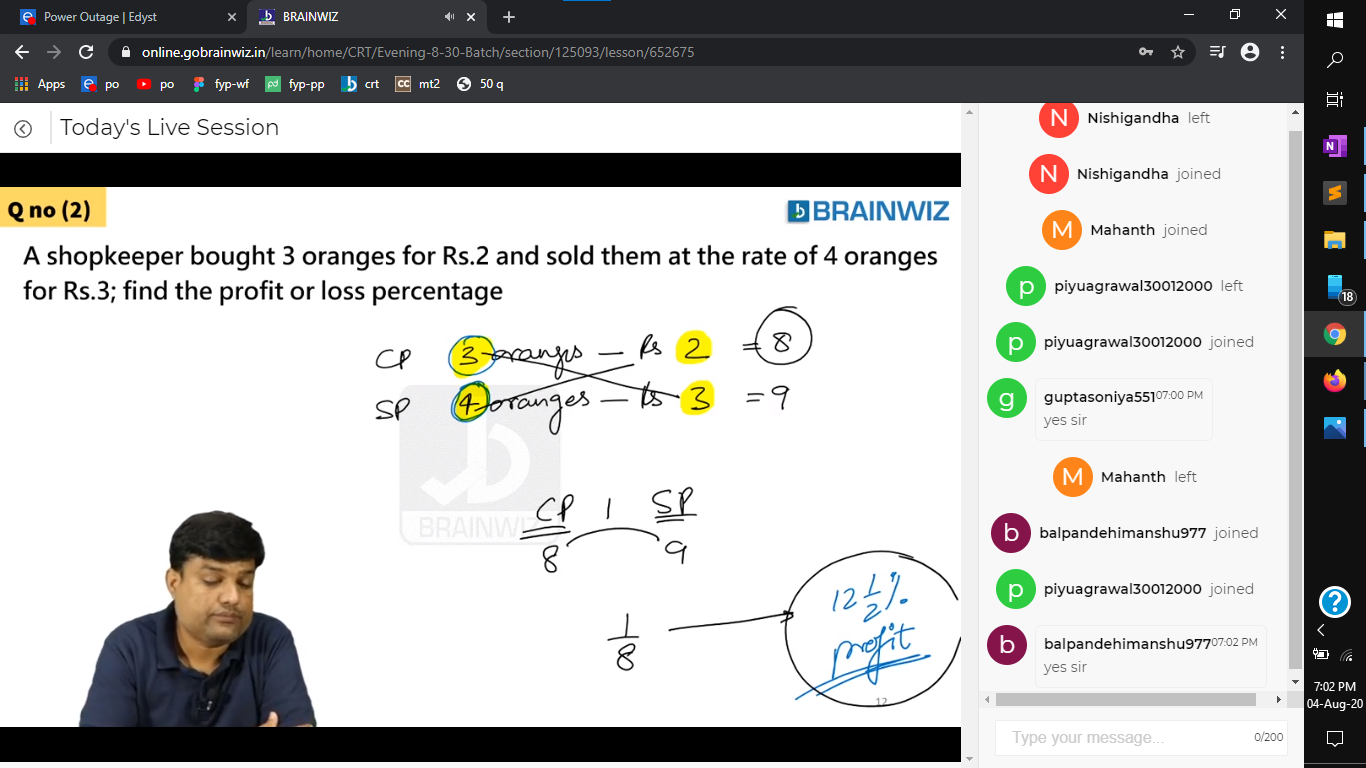 Power Outage | Edyst
BRAINWIZ
online.gobrainwiz.in/learn/home/CRT/Evening-8-30-Batch/section/125093/lesson/652675
Apps po po fyp-wf fyp-pp crt mt2 50 q
Today's Live Session
Q no (2)
BRAINWIZ
A shopkeeper bought 3 oranges for Rs.2 and sold them at the rate of 4 oranges
for Rs.3; find the profit or loss percentage
CP 3 oranges — Rs 2 = 8
SP 4 oranges — Rs 3 = 9
BRAINWIZ
CP 1 SP
8 9
1/8
12 1/2 %
profit
12
N Nishigandha left
N Nishigandha joined
M Mahanth joined
p piyuagrawal30012000 left
p piyuagrawal30012000 joined
g guptasoniya551 07:00 PM
yes sir
M Mahanth left
b balpandehimanshu977 joined
p piyuagrawal30012000 joined
b balpandehimanshu977 07:02 PM
yes sir
Type your message... 0/200
18
7:02 PM
04-Aug-20